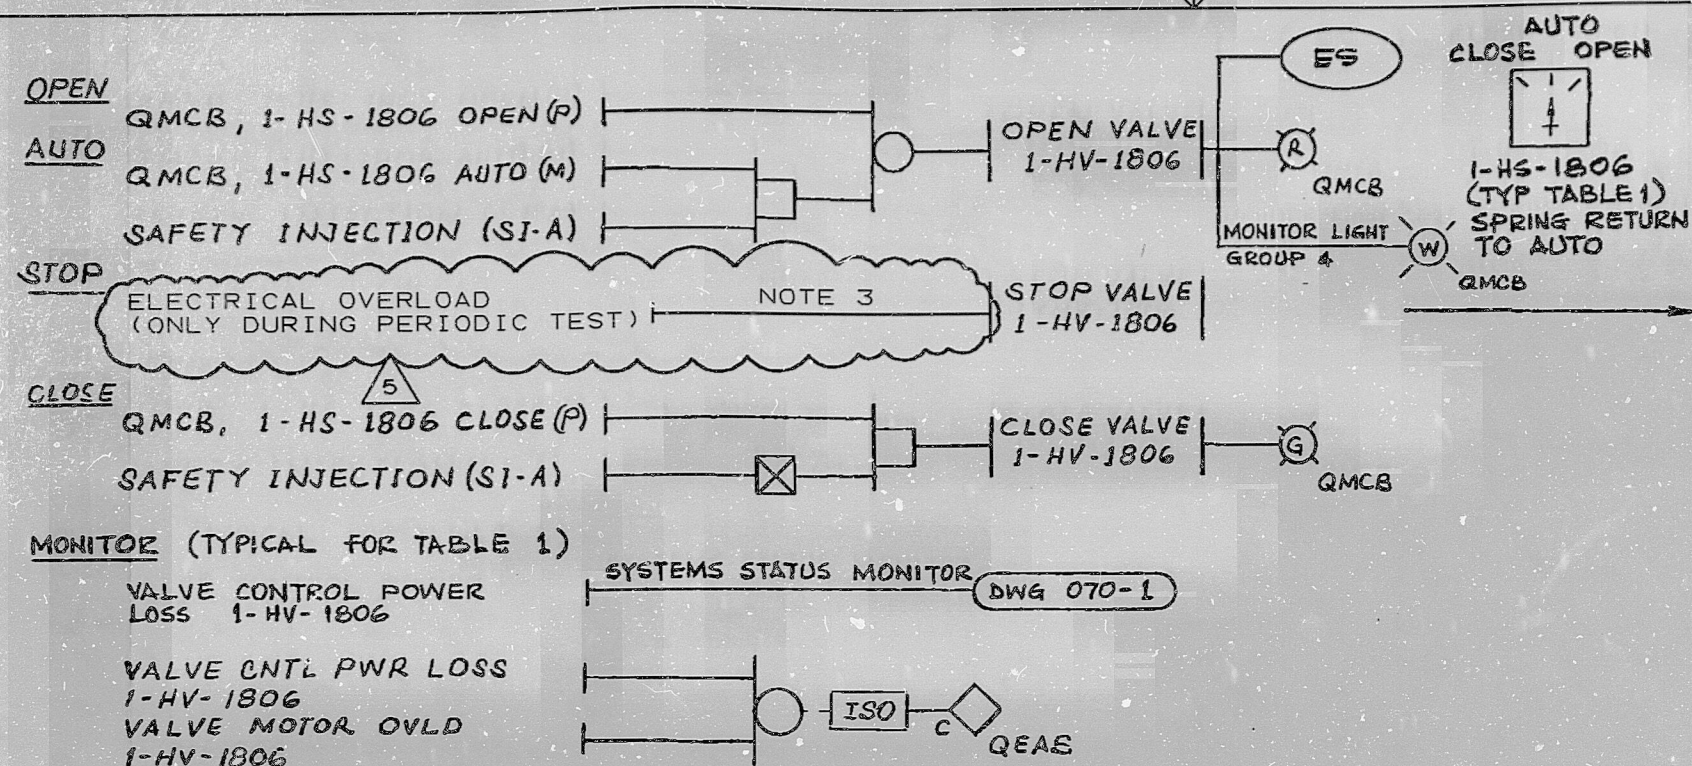 OPEN
QMCB, 1-HS-1806 OPEN (P)
AUTO
QMCB, 1-HS-1806 AUTO (M)
SAFETY INJECTION (SI-A)
OPEN VALVE
1-HV-1806
ES
R
QMCB
MONITOR LIGHT
GROUP 4
W
QMCB
AUTO
CLOSE OPEN
1-HS-1806
(TYP TABLE 1)
SPRING RETURN
TO AUTO
STOP
ELECTRICAL OVERLOAD
(ONLY DURING PERIODIC TEST)
NOTE 3
STOP VALVE
1-HV-1806
5
CLOSE
QMCB, 1-HS-1806 CLOSE (P)
SAFETY INJECTION (SI-A)
CLOSE VALVE
1-HV-1806
G
QMCB
MONITOR (TYPICAL FOR TABLE 1)
VALVE CONTROL POWER
LOSS 1-HV-1806
SYSTEMS STATUS MONITOR
DWG 070-1
VALVE CNTL PWR LOSS
1-HV-1806
VALVE MOTOR OVLD
1-HV-1806
ISO
C
QEAS